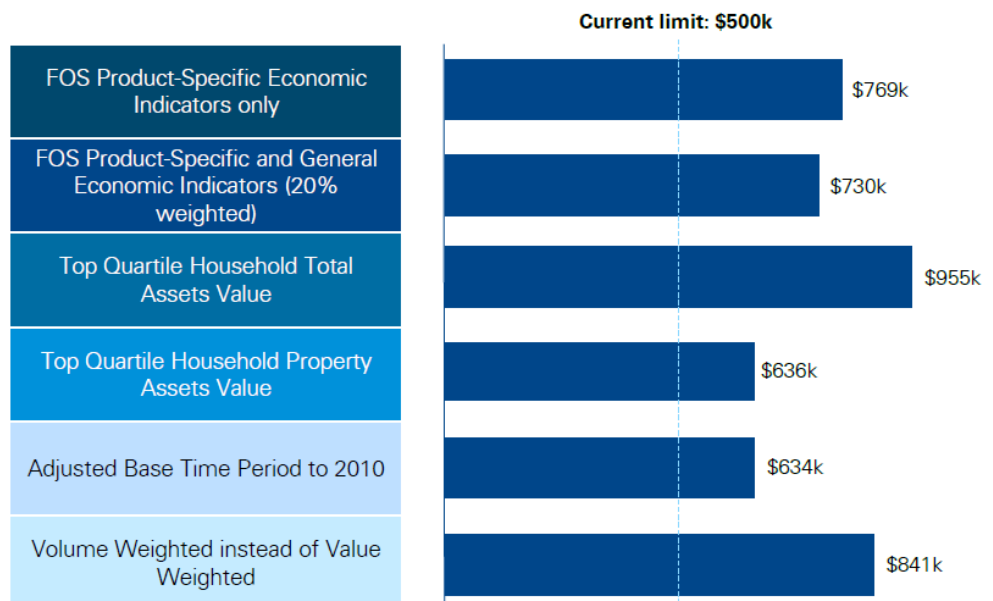 Current limit: $500k
FOS Product-Specific Economic
Indicators only
$769k
FOS Product-Specific and General
Economic Indicators (20%
weighted)
$730k
Top Quartile Household Total
Assets Value
$955k
Top Quartile Household Property
Assets Value
$636k
Adjusted Base Time Period to 2010
$634k
Volume Weighted instead of Value
Weighted
$841k